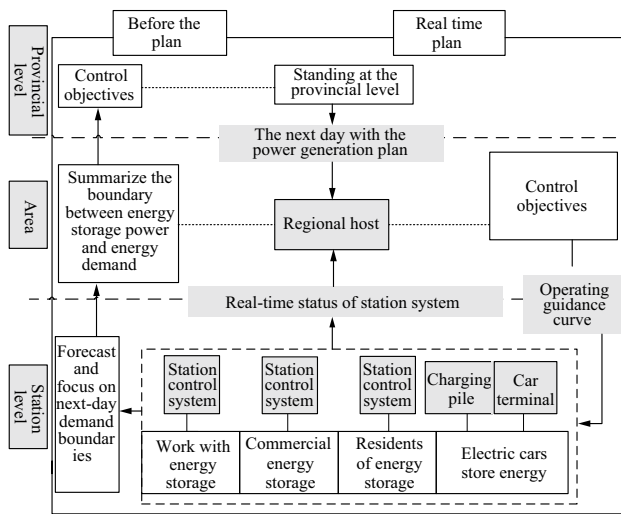 Before the
plan
Real time
plan
Provincial
level
Control
objectives
Standing at the
provincial level
The next day with the
power generation plan
Area
Summarize the
boundary
between energy
storage power
and energy
demand
Regional host
Control
objectives
Real-time status of station system
Operating
guidance
curve
Station
level
Forecast
and
focus on
next-day
demand
boundar
ies
Station
control
system
Station
control
system
Station
control
system
Charging
pile
Car
terminal
Work with
energy
storage
Commercial
energy
storage
Residents
of energy
storage
Electric cars
store energy